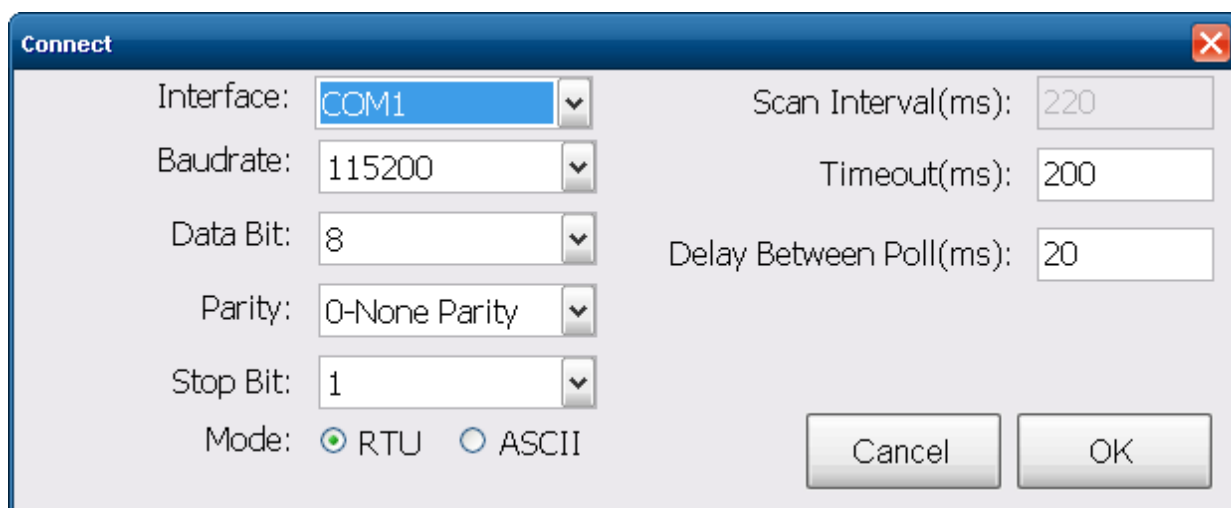 Connect
Interface: COM1
Scan Interval(ms): 220
Baudrate: 115200
Timeout(ms): 200
Data Bit: 8
Delay Between Poll(ms): 20
Parity: 0-None Parity
Stop Bit: 1
Mode: RTU ASCII
Cancel OK